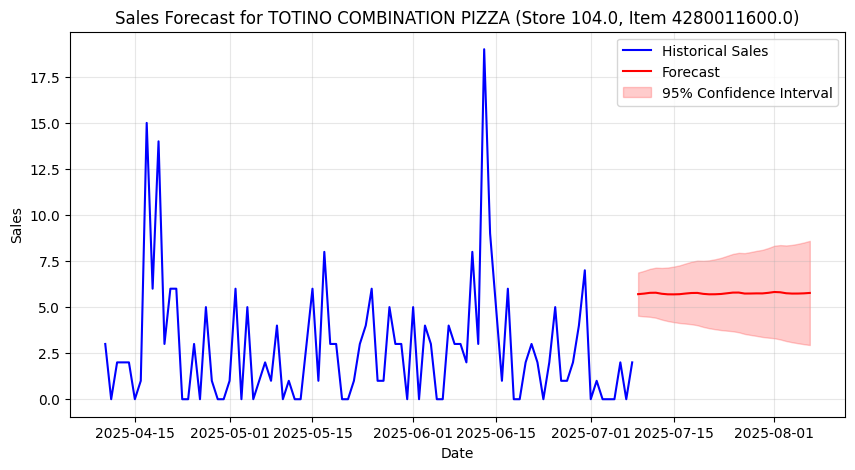 Sales Forecast for TOTINO COMBINATION PIZZA (Store 104.0, Item 4280011600.0)
Historical Sales
Forecast
95% Confidence Interval
17.5
15.0
12.5
10.0
7.5
5.0
2.5
0.0
Sales
2025-04-15 2025-05-01 2025-05-15 2025-06-01 2025-06-15 2025-07-01 2025-07-15 2025-08-01
Date